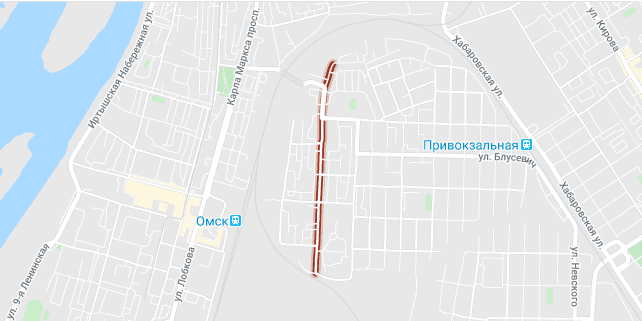 ул. Кирова
Иртышская Набережная ул.
Карла Маркса просп.
Хабаровская ул.
Привокзальная
ул. Блусевич
Омск
Хабаровская ул.
ул. 9-я Ленинская
ул. Лобкова
ул. Невского